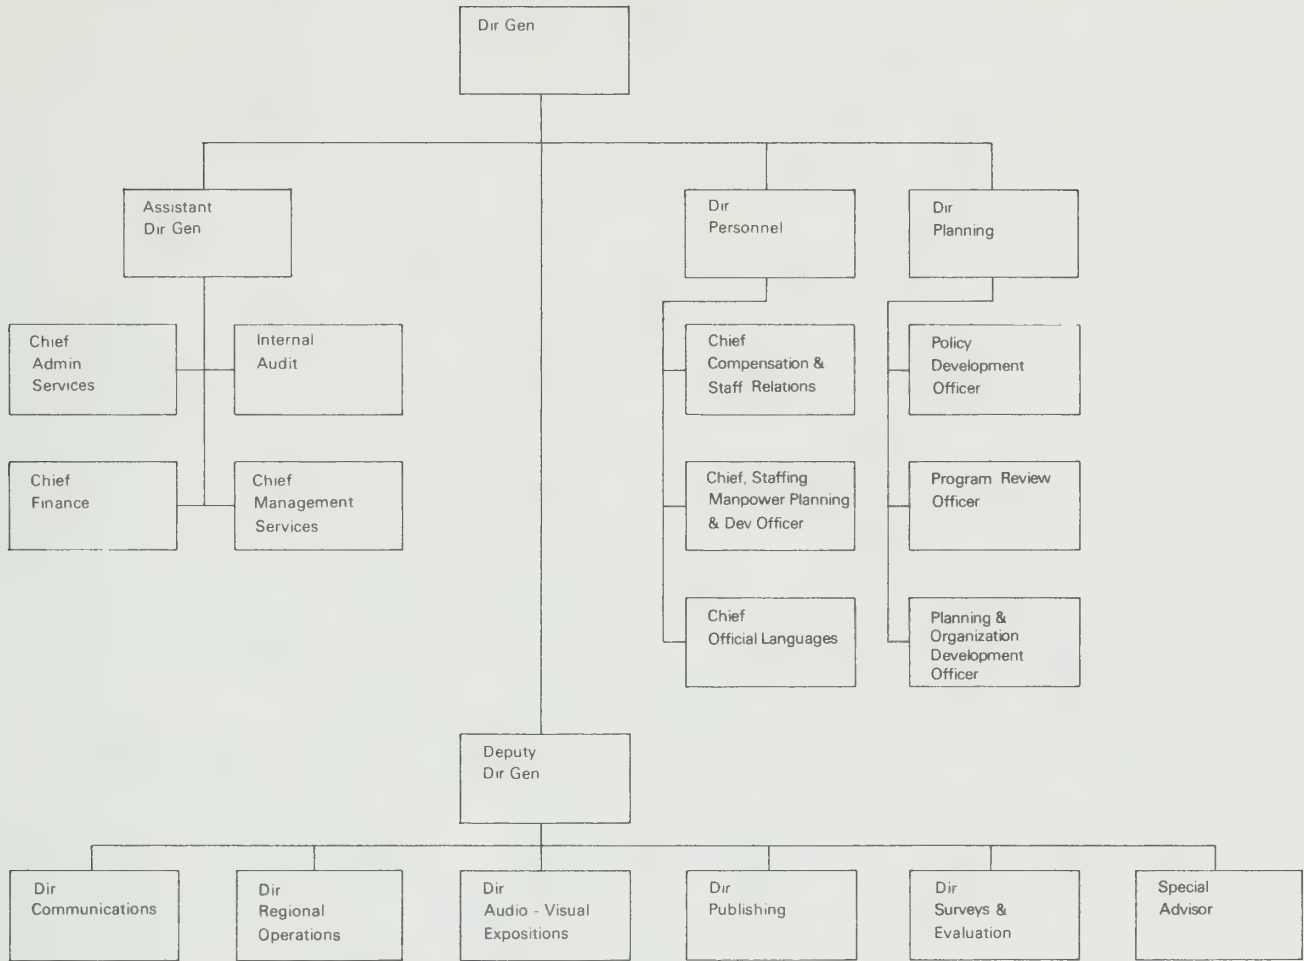 Dir Gen
Assistant
Dir Gen
Dir
Personnel
Dir
Planning
Chief
Admin
Services
Internal
Audit
Chief
Compensation &
Staff Relations
Policy
Development
Officer
Chief
Finance
Chief
Management
Services
Chief, Staffing
Manpower Planning
& Dev Officer
Program Review
Officer
Chief
Official Languages
Planning &
Organization
Development
Officer
Deputy
Dir Gen
Dir
Communications
Dir
Regional
Operations
Dir
Audio - Visual
Expositions
Dir
Publishing
Dir
Surveys &
Evaluation
Special
Advisor